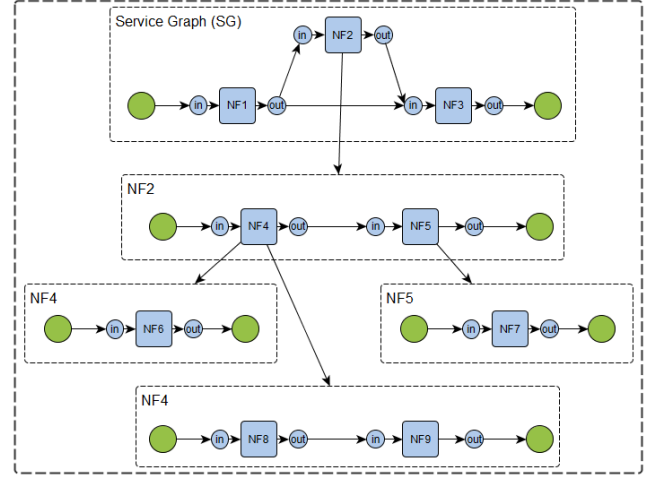 Service Graph (SG)
in NF2 out
in NF1 out in NF3 out
NF2
in NF4 out in NF5 out
NF4
in NF6 out
NF5
in NF7 out
NF4
in NF8 out in NF9 out